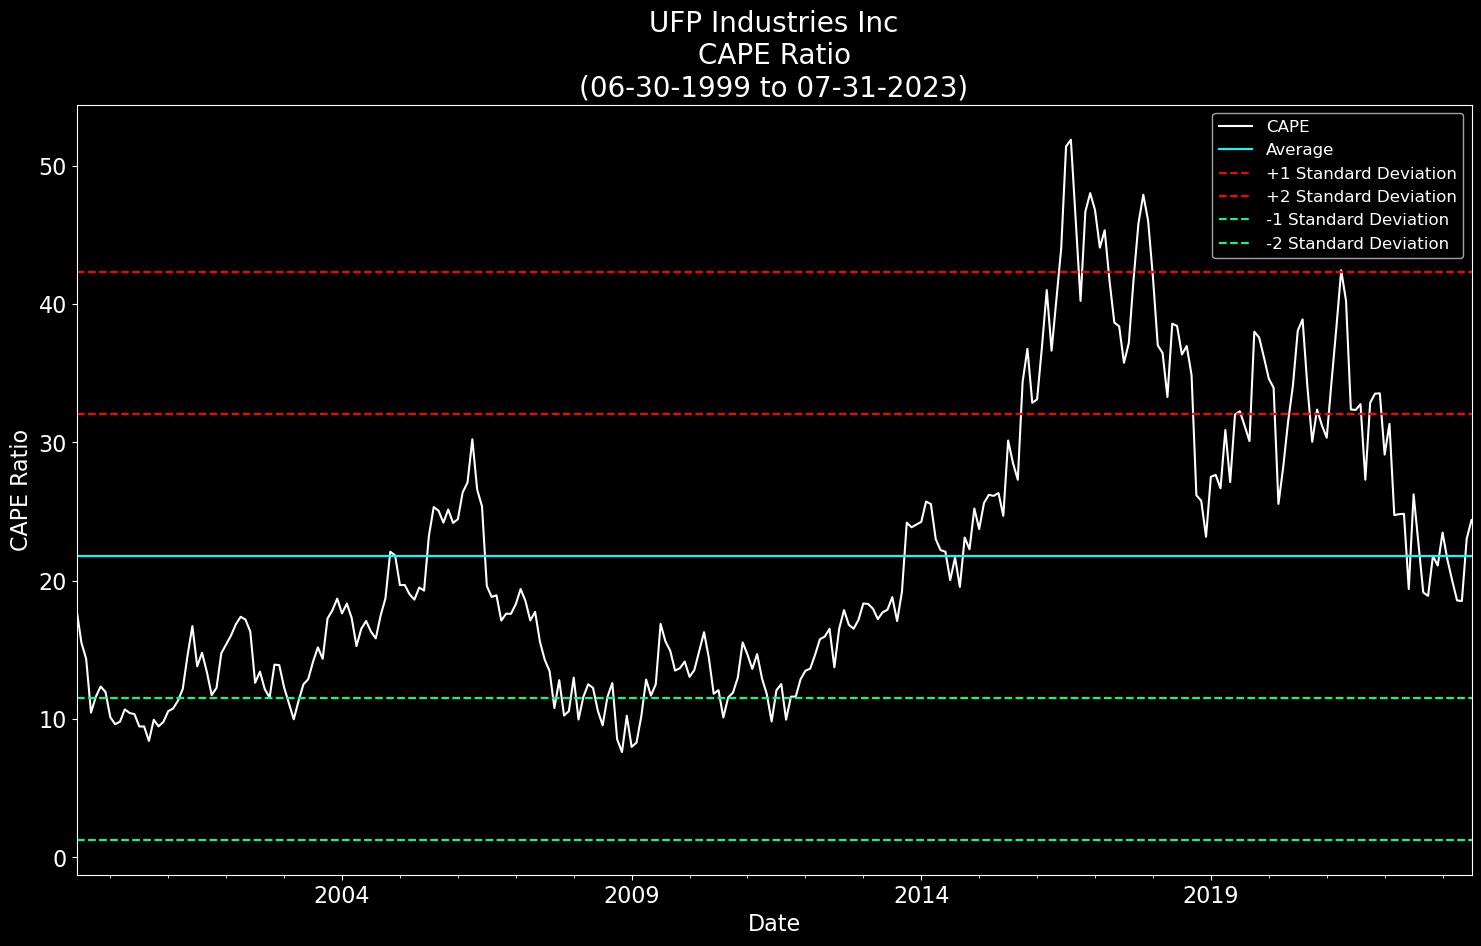 UFP Industries Inc
CAPE Ratio
(06-30-1999 to 07-31-2023)
CAPE
Average
+1 Standard Deviation
+2 Standard Deviation
-1 Standard Deviation
-2 Standard Deviation
CAPE Ratio
50
40
30
20
10
0
2004
2009
2014
2019
Date